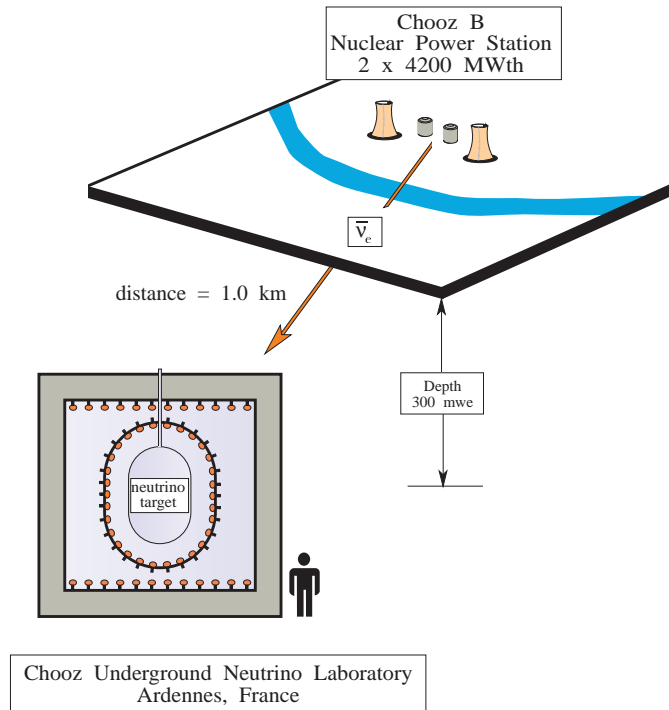 Chooz B
Nuclear Power Station
2 x 4200 MWth
ν̅e
distance = 1.0 km
Depth
300 mwe
neutrino
target
Chooz Underground Neutrino Laboratory
Ardennes, France